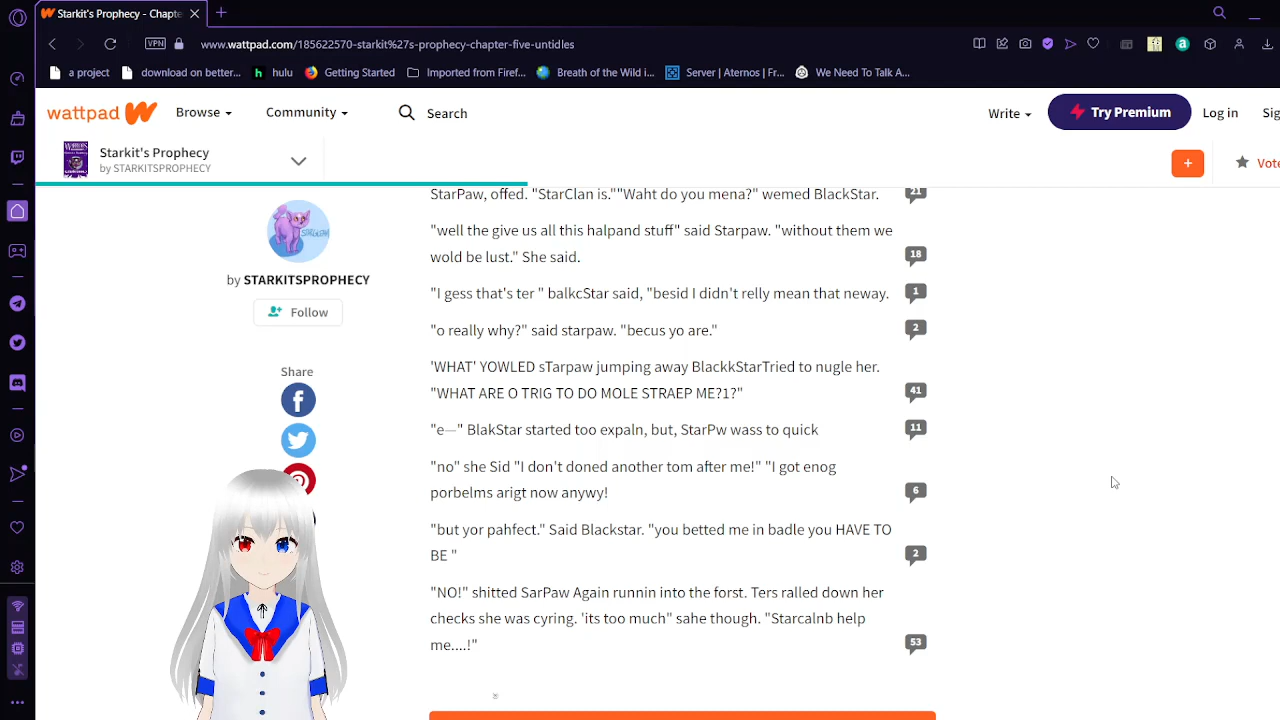 Starkit's Prophecy - Chapte
VPN
www.wattpad.com/185622570-starkit%27s-prophecy-chapter-five-untidles
a project
download on better...
hulu
Getting Started
Imported from Firef...
Breath of the Wild i...
Server | Aternos | Fr...
We Need To Talk A...
wattpad
Browse
Community
Search
Write
Try Premium
Log in
Sig
Starkit's Prophecy
by STARKITSPROPHECY
Vote
by STARKITSPROPHECY
Follow
Share
StarPaw, offed. "StarClan is.""Waht do you mena?" wemed BlackStar.
21
"well the give us all this halpand stuff" said Starpaw. "without them we
wold be lust." She said.
18
"I gess that's ter " balkcStar said, "besid I didn't relly mean that neway.
1
"o really why?" said starpaw. "becus yo are."
2
'WHAT' YOWLED sTarpaw jumping away BlackkStarTried to nugle her.
"WHAT ARE O TRIG TO DO MOLE STRAEP ME?1?"
41
"e—" BlakStar started too expaln, but, StarPw wass to quick
11
"no" she Sid "I don't doned another tom after me!" "I got enog
porbelms arigt now anywy!
6
"but yor pahfect." Said Blackstar. "you betted me in badle you HAVE TO
BE "
2
"NO!" shitted SarPaw Again runnin into the forst. Ters ralled down her
checks she was cyring. 'its too much" sahe though. "Starcalnb help
me....!"
53